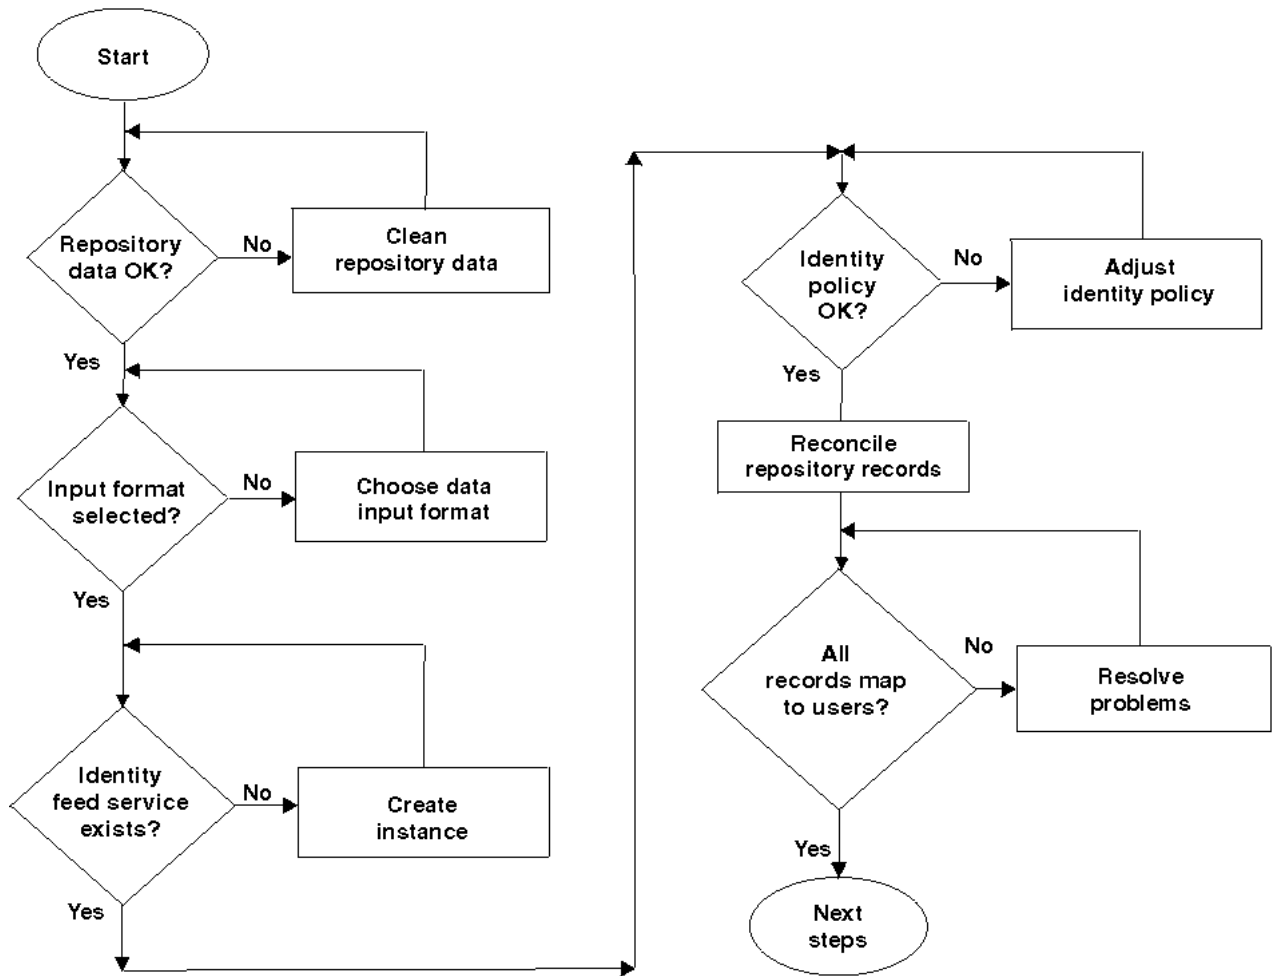 Start
Repository
data OK?
No
Clean
repository data
Yes
Input format
selected?
No
Choose data
input format
Yes
Identity
feed service
exists?
No
Create
instance
Yes
Identity
policy
OK?
No
Adjust
identity policy
Yes
Reconcile
repository records
All
records map
to users?
No
Resolve
problems
Yes
Next
steps